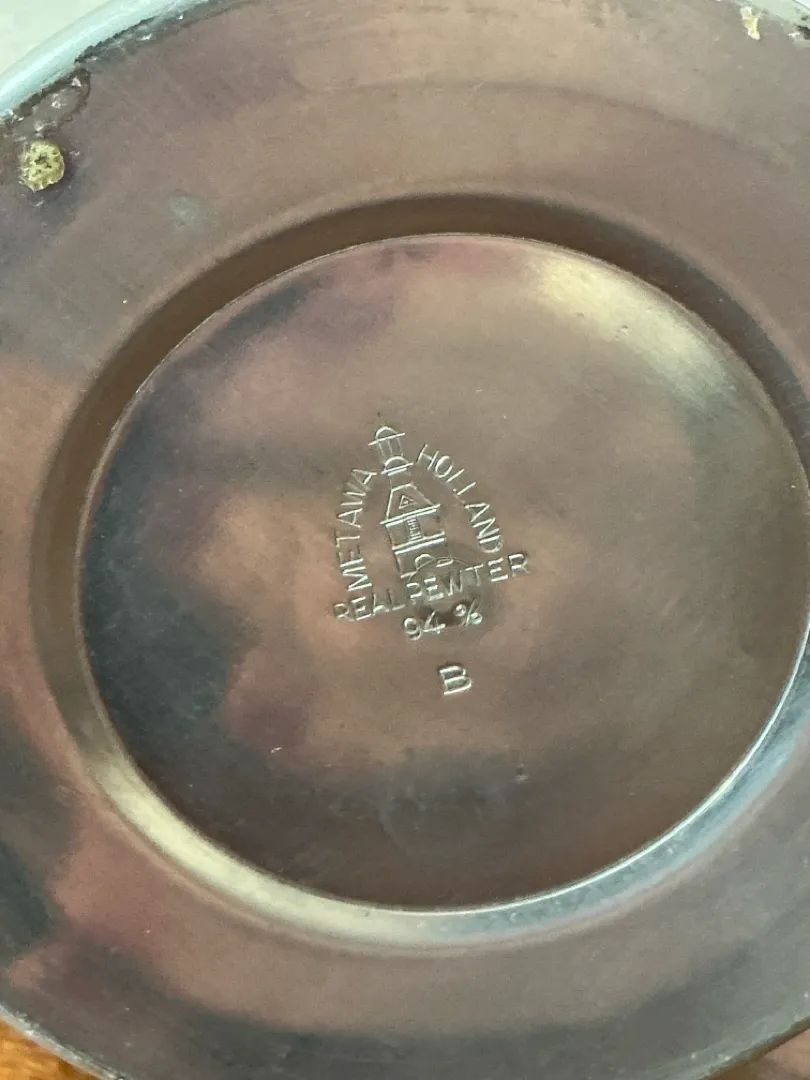 METAWA HOLLAND
REAL PEWTER
94 %
B